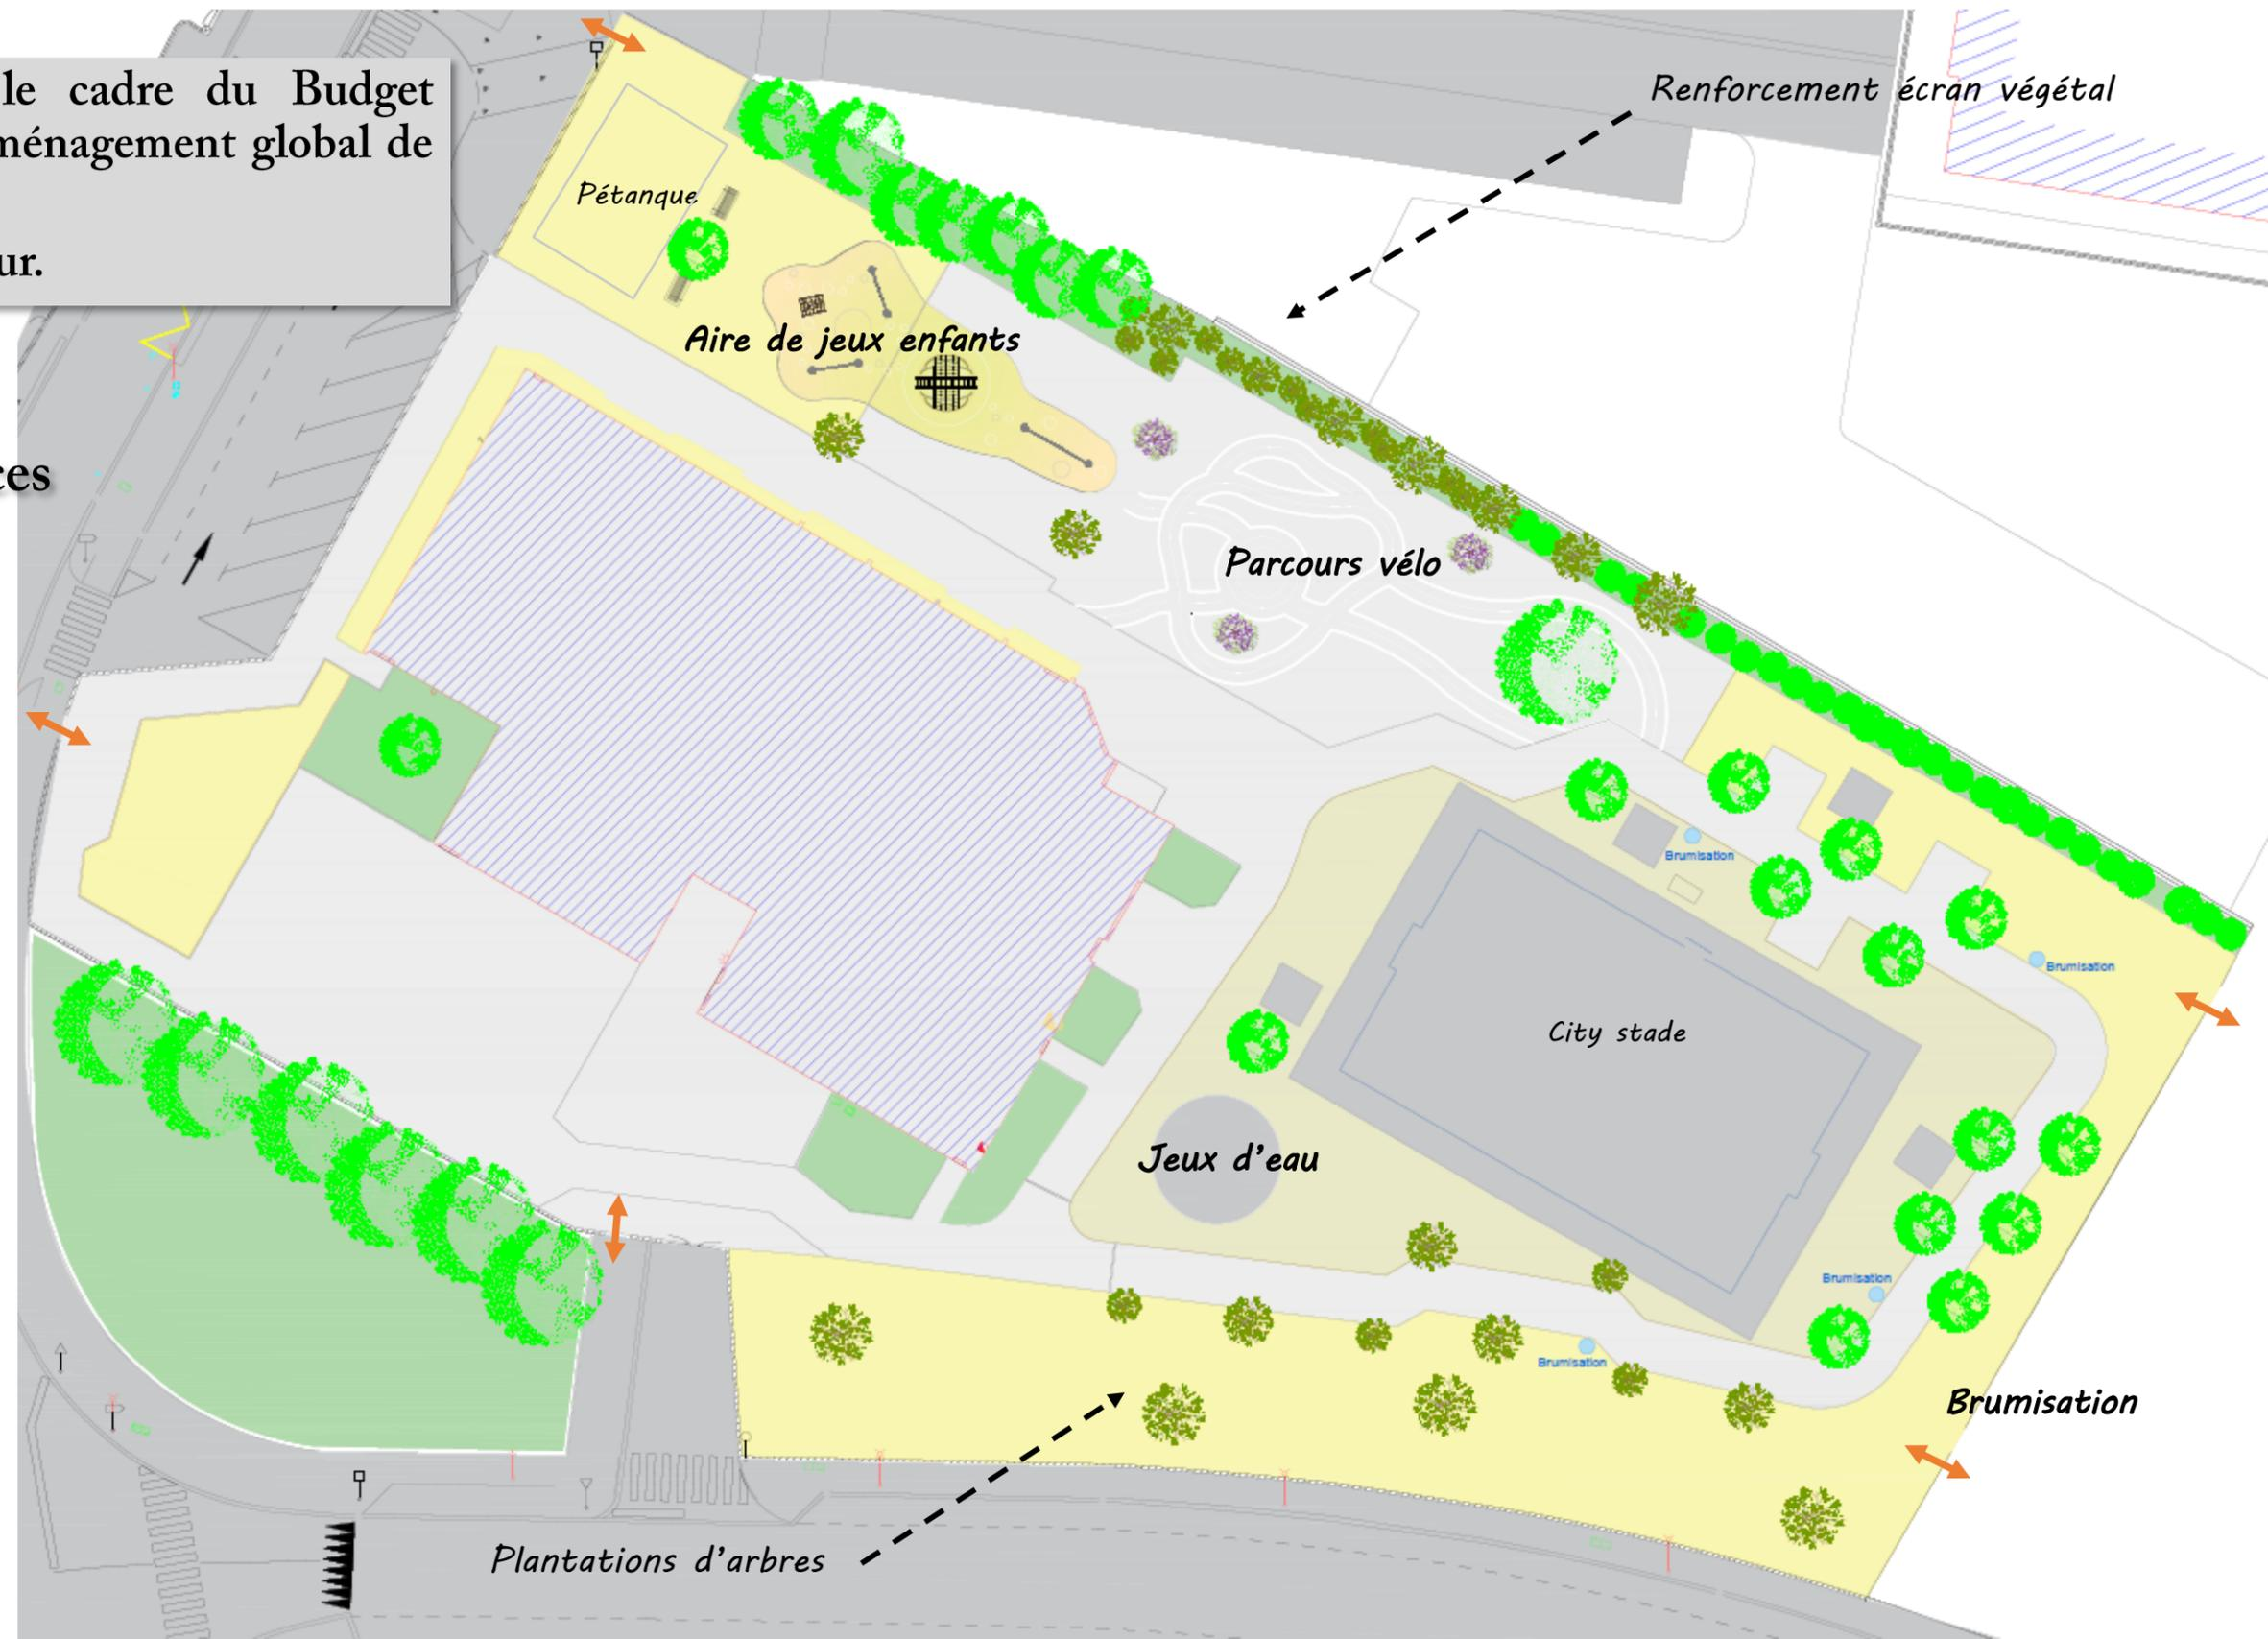 le cadre du Budget
ménagement global de
ur.
ces
Renforcement écran végétal
Pétanque
Aire de jeux enfants
Parcours vélo
Brumisation
Brumisation
City stade
Jeux d'eau
Brumisation
Brumisation
Brumisation
Plantations d'arbres